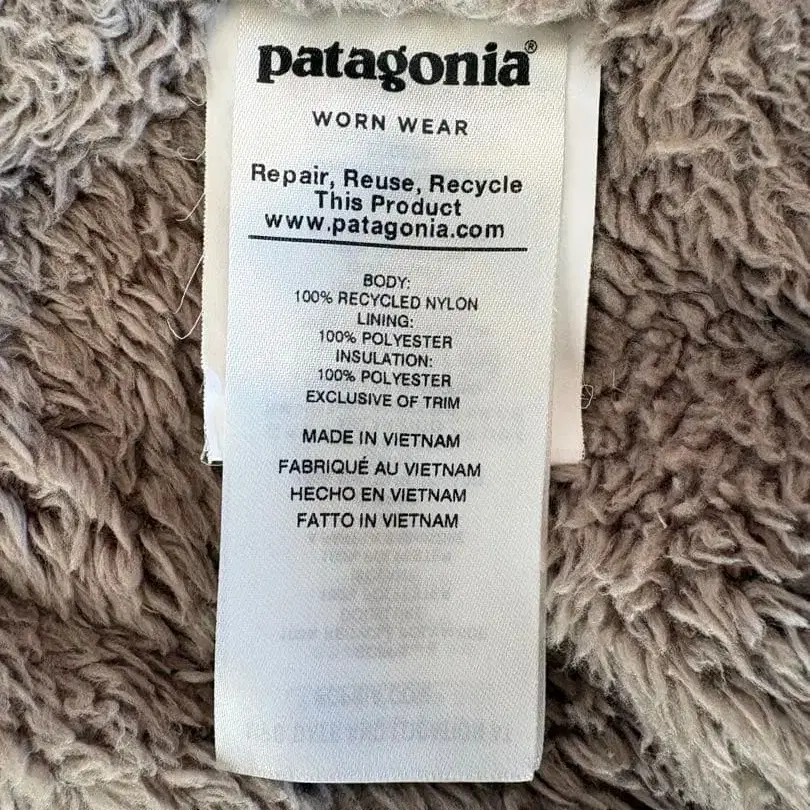 patagonia®
WORN WEAR
Repair, Reuse, Recycle
This Product
www.patagonia.com
BODY:
100% RECYCLED NYLON
LINING:
100% POLYESTER
INSULATION:
100% POLYESTER
EXCLUSIVE OF TRIM
MADE IN VIETNAM
FABRIQUÉ AU VIETNAM
HECHO EN VIETNAM
FATTO IN VIETNAM